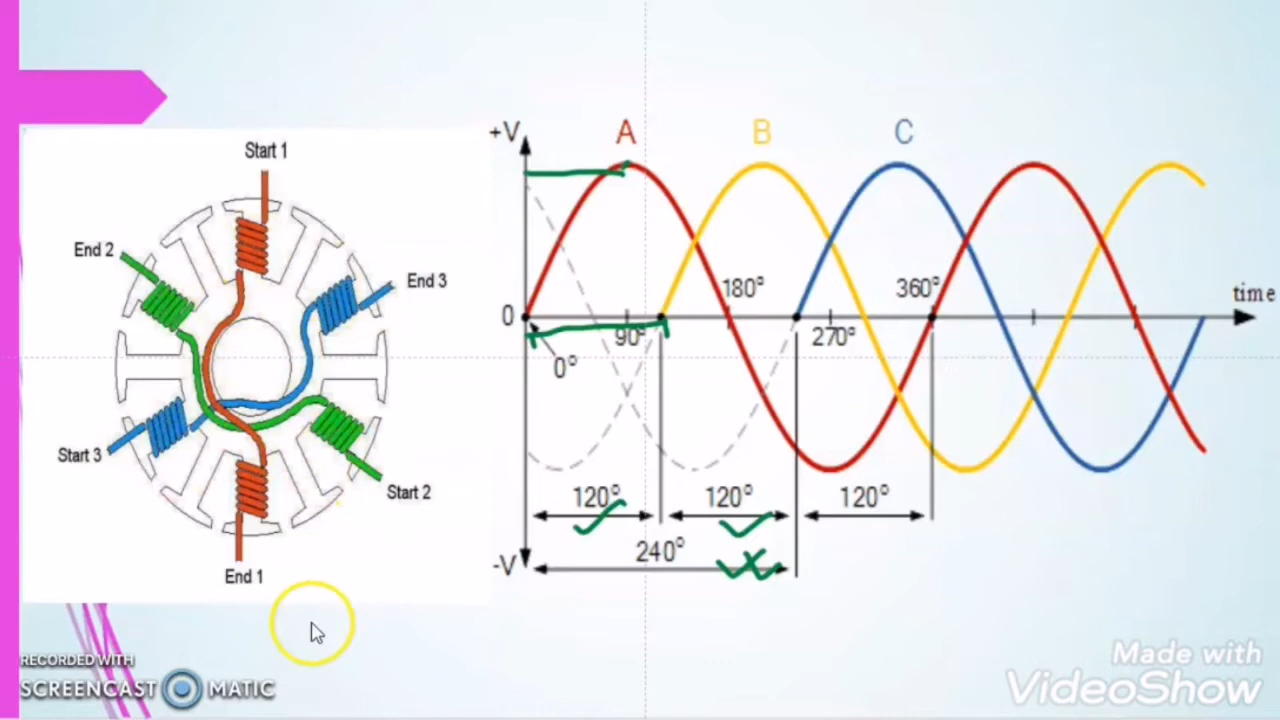 Start 1
End 2
End 3
Start 3
Start 2
End 1
+V
A
B
C
0
90°
180°
270°
360°
time
0°
120°
120°
120°
240°
-V
RECORDED WITH
SCREENCAST MATIC
Made with
VideoShow